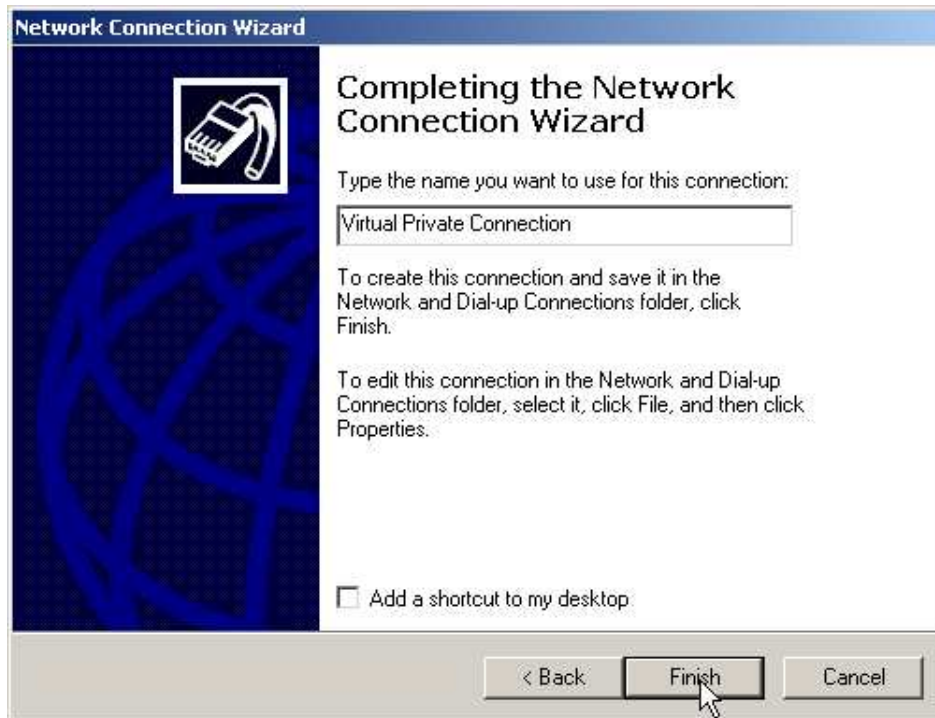 Network Connection Wizard
Completing the Network
Connection Wizard
Type the name you want to use for this connection:
Virtual Private Connection
To create this connection and save it in the
Network and Dial-up Connections folder, click
Finish.
To edit this connection in the Network and Dial-up
Connections folder, select it, click File, and then click
Properties.
Add a shortcut to my desktop
< Back Finish Cancel